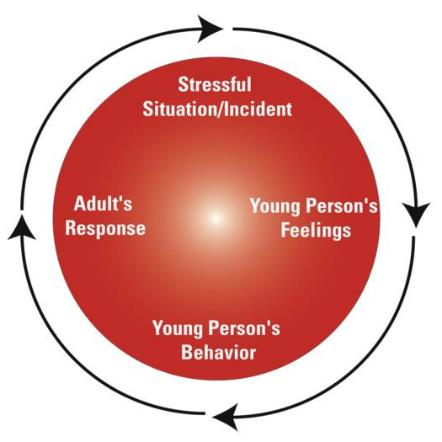 Stressful
Situation/Incident
Adult's
Response
Young Person's
Feelings
Young Person's
Behavior